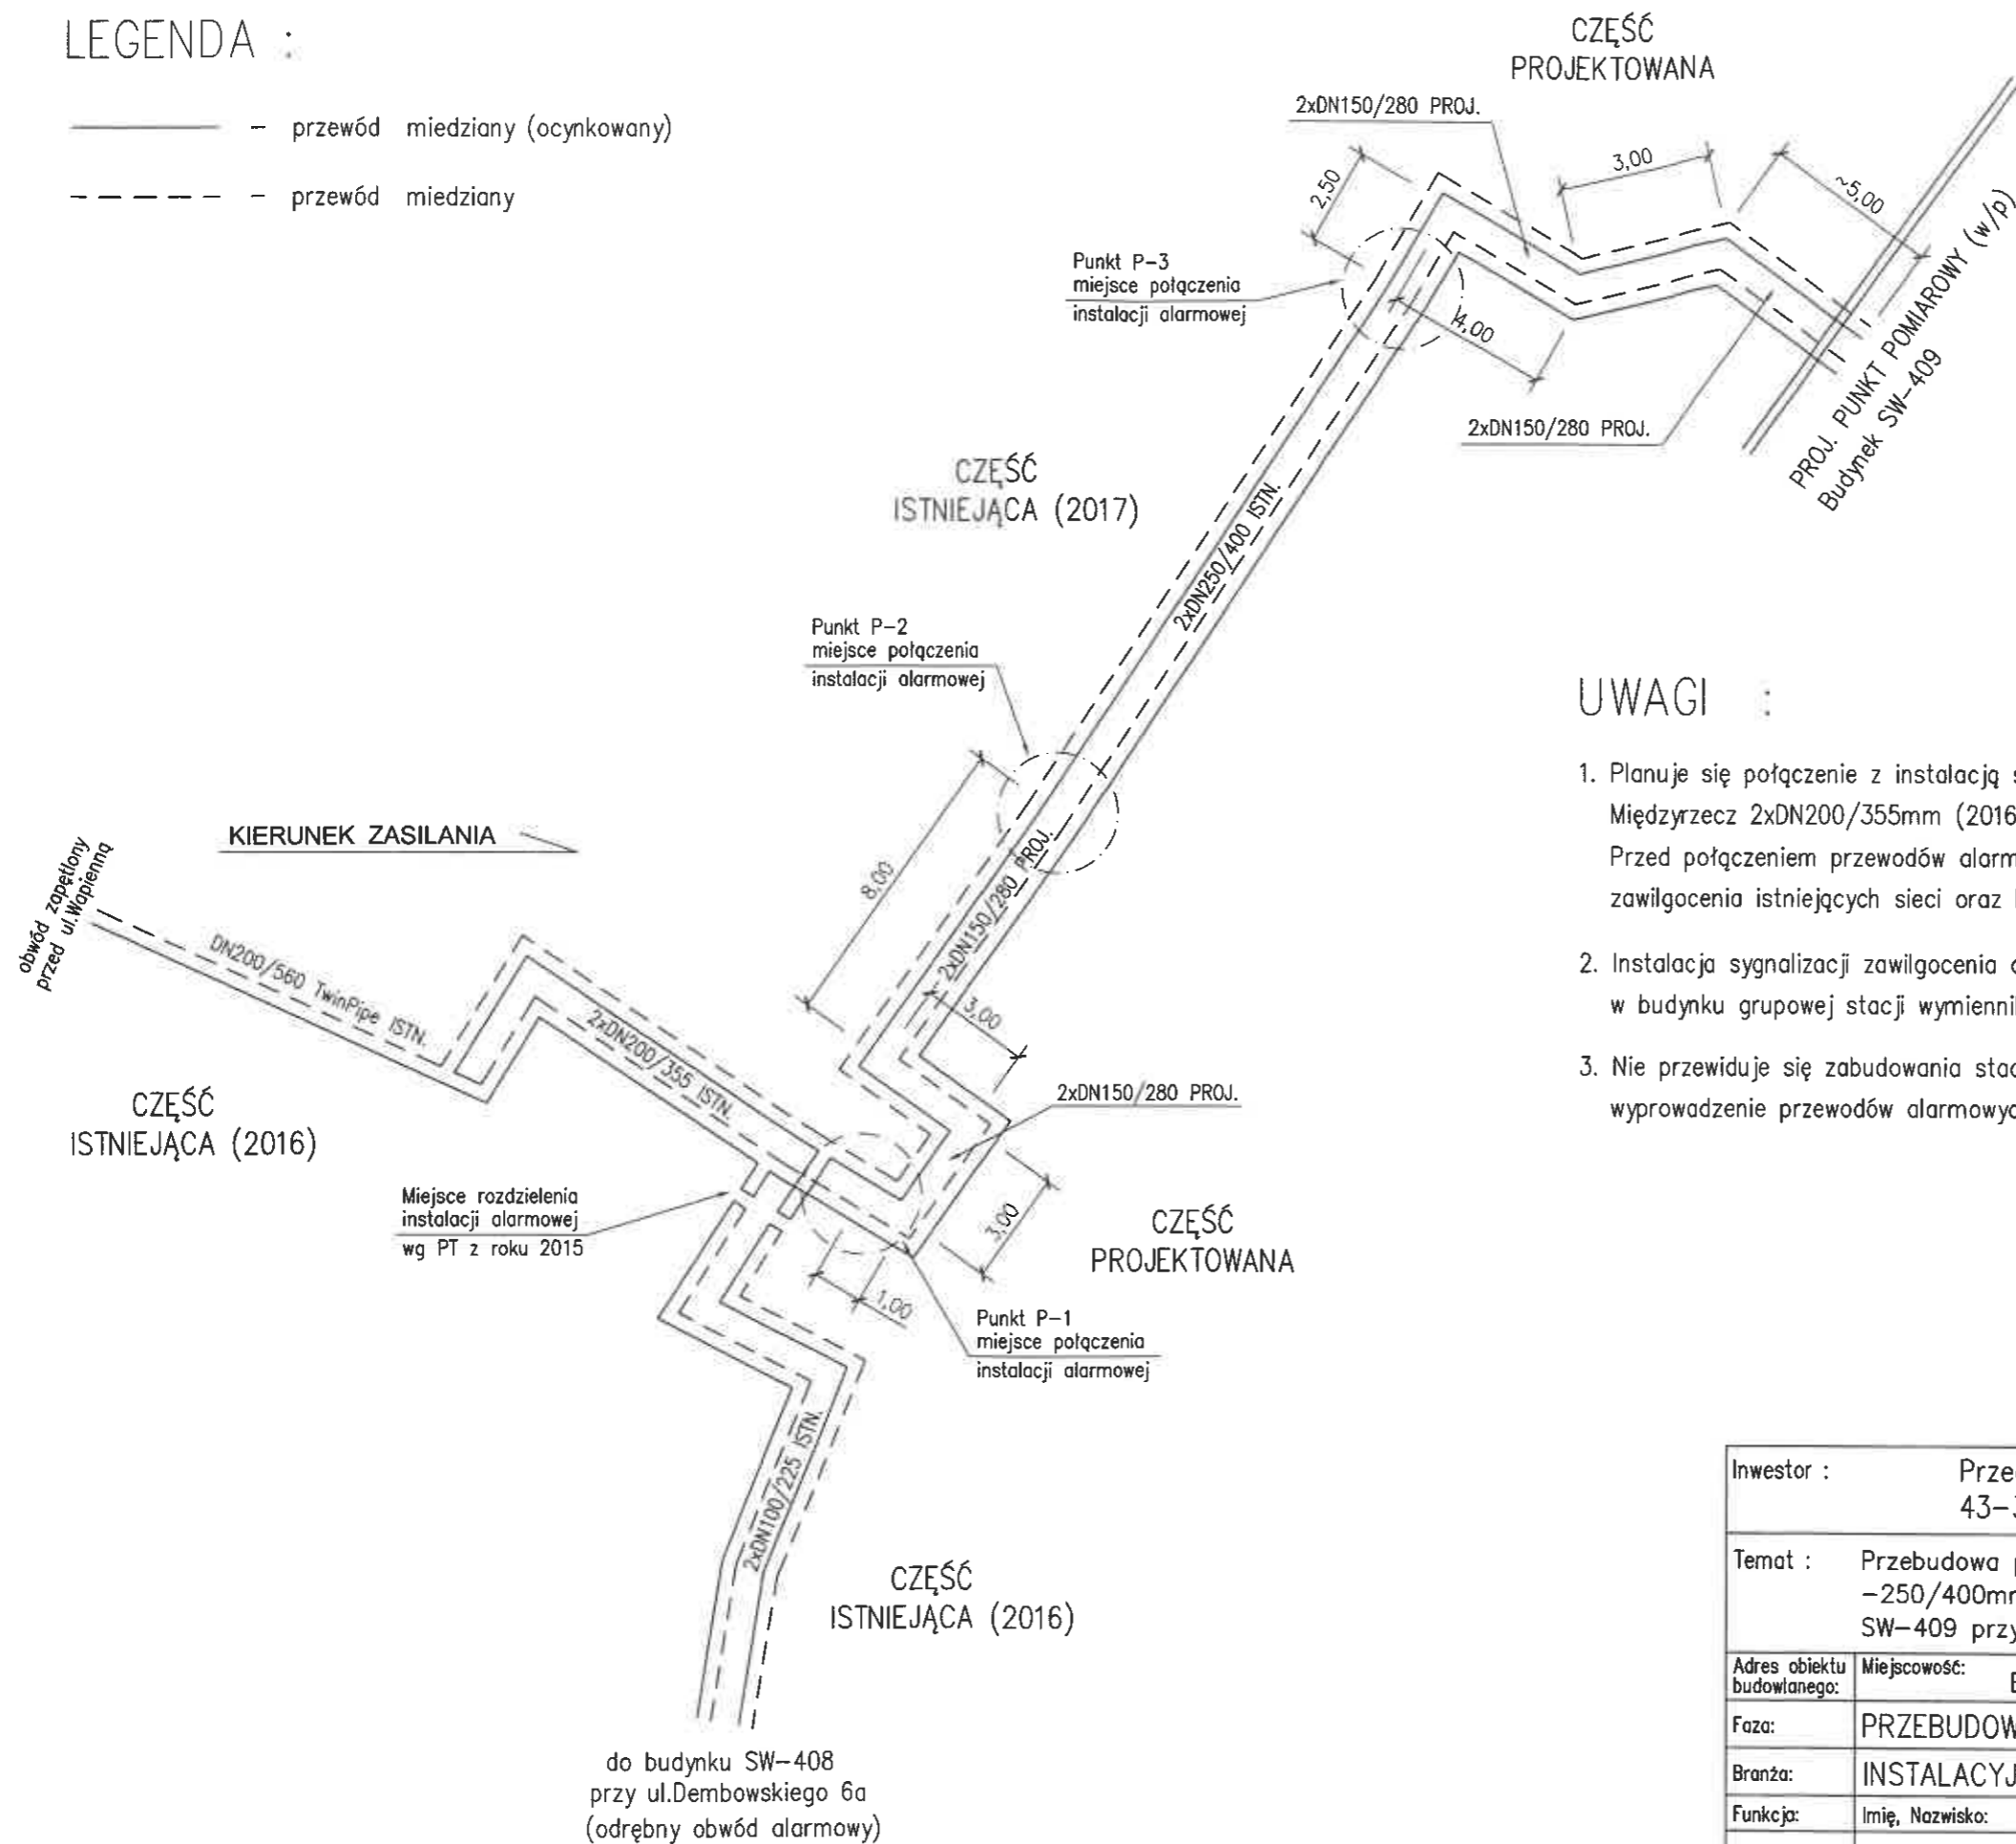 LEGENDA :
- przewód miedziany (ocynkowany)
- przewód miedziany
CZĘŚĆ
PROJEKTOWANA
2xDN150/280 PROJ.
3,00
~5,00
2,50
Punkt P-3
miejsce połączenia
instalacji alarmowej
4,00
2xDN150/280 PROJ.
PROJ. PUNKT POMIAROWY (w/p)
Budynek SW-409
CZĘŚĆ
ISTNIEJĄCA (2017)
2xDN250/400 ISTN.
Punkt P-2
miejsce połączenia
instalacji alarmowej
UWAGI :
1. Planuje się połączenie z instalacją
Międzyrzecz 2xDN200/355mm (2016
Przed połączeniem przewodów alarm
zawilgocenia istniejących sieci oraz
2. Instalacja sygnalizacji zawilgocenia
w budynku grupowej stacji wymienni
3. Nie przewiduje się zabudowania stac
wyprowadzenie przewodów alarmowyc
KIERUNEK ZASILANIA
8,00
obwód zapętlony
przed ul.Wapienną
DN200/560 TwinPipe ISTN.
2xDN150/280 PROJ.
3,00
2xDN200/355 ISTN.
2xDN150/280 PROJ.
CZĘŚĆ
ISTNIEJĄCA (2016)
Miejsce rozdzielenia
instalacji alarmowej
wg PT z roku 2015
3,00
CZĘŚĆ
PROJEKTOWANA
1,00
Punkt P-1
miejsce połączenia
instalacji alarmowej
2xDN100/225 ISTN.
CZĘŚĆ
ISTNIEJĄCA (2016)
do budynku SW-408
przy ul.Dembowskiego 6a
(odrębny obwód alarmowy)
Inwestor : Prze
43-
Temat : Przebudowa
-250/400mm
SW-409 przy
Adres obiektu
budowlanego:
Miejscowość:
Faza: PRZEBUDOW
Branża: INSTALACYJ
Funkcja: Imię, Nazwisko: